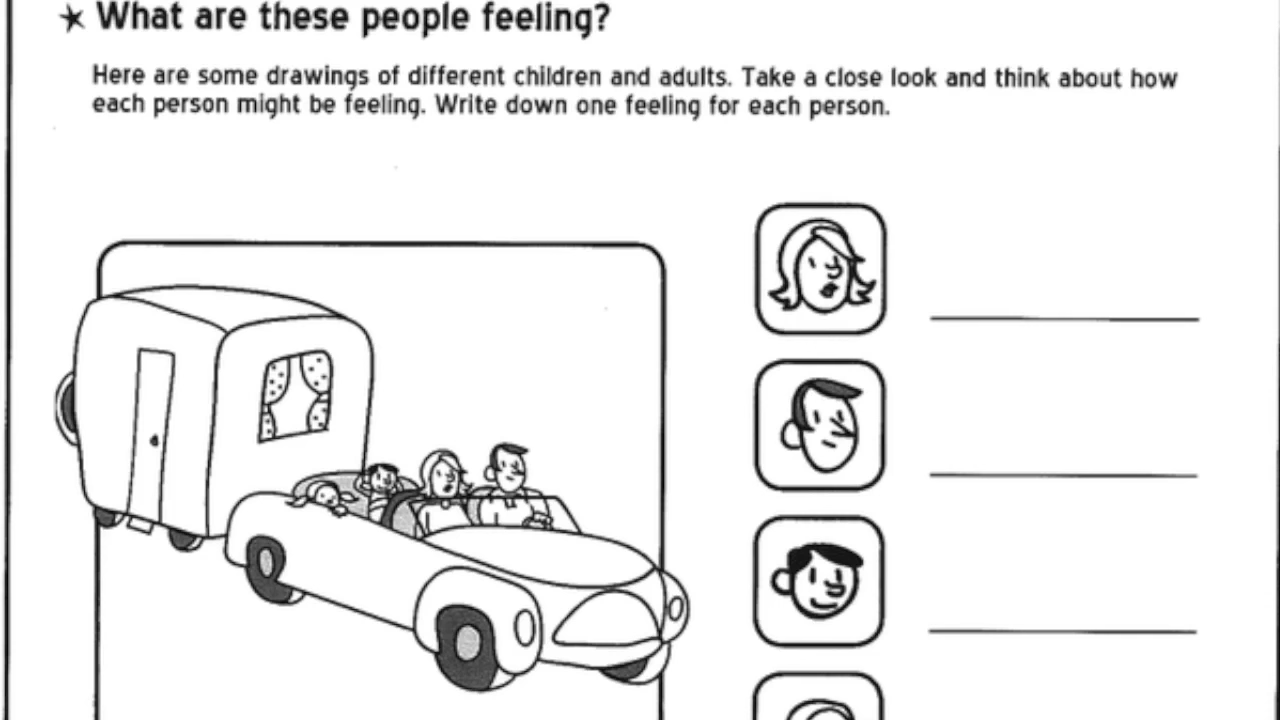 What are these people feeling?
Here are some drawings of different children and adults. Take a close look and think about how
each person might be feeling. Write down one feeling for each person.